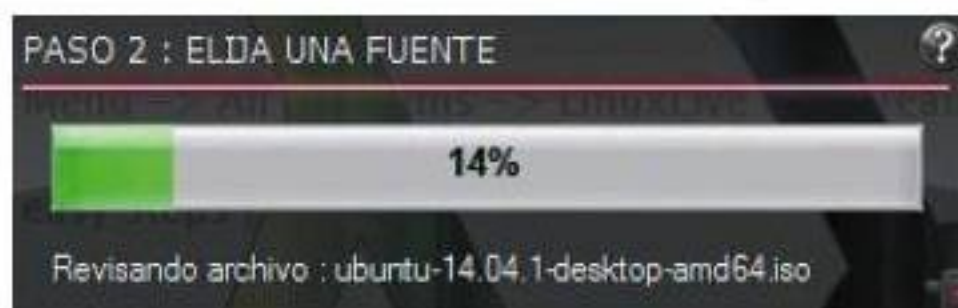 PASO 2 : ELIJA UNA FUENTE
?
14%
Revisando archivo : ubuntu-14.04.1-desktop-amd64.iso